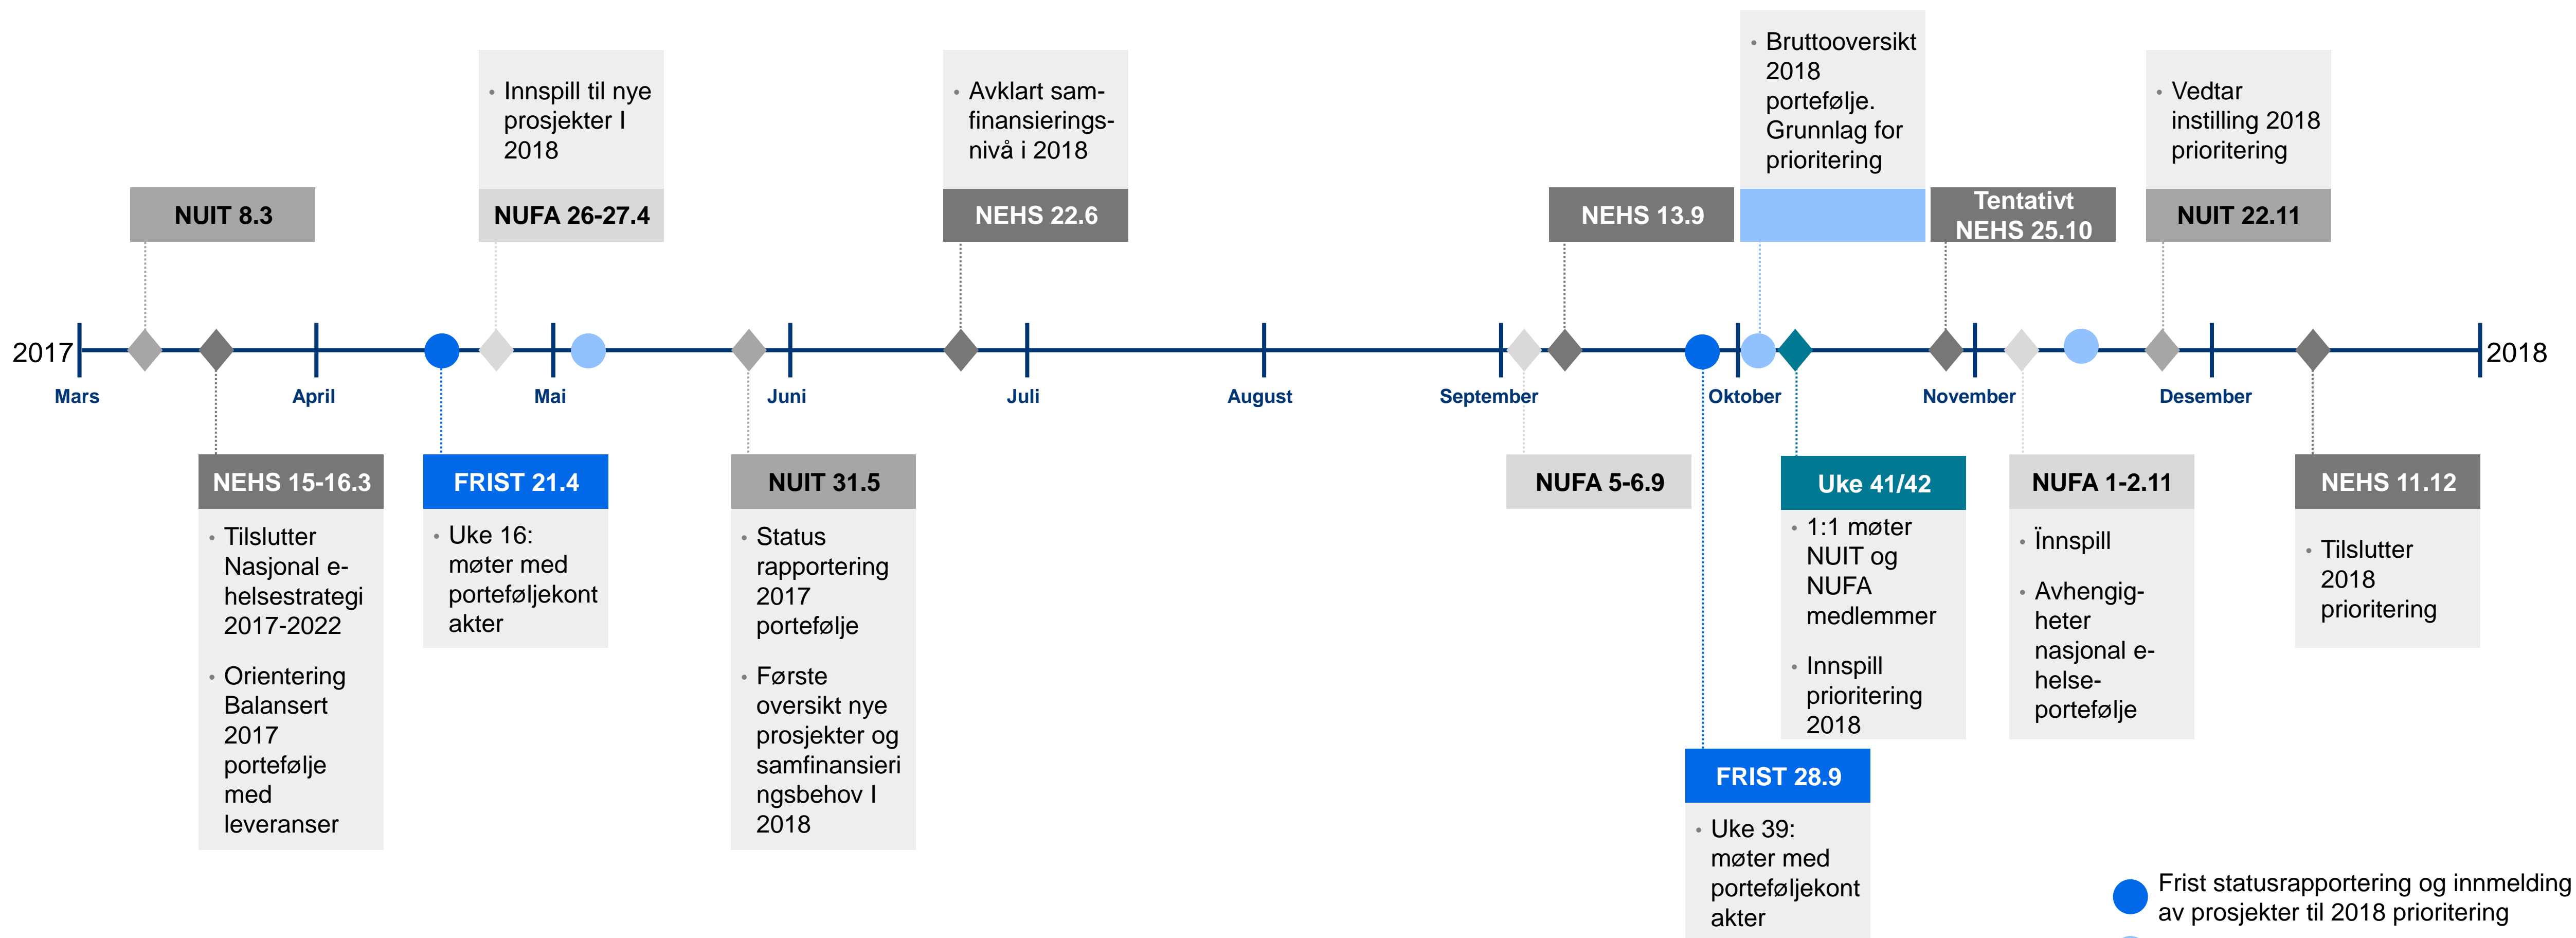 • Innspill til nye
prosjekter I
2018
• Avklart sam-
finansierings-
nivå i 2018
• Bruttooversikt
2018
portefølje.
Grunnlag for
prioritering
• Vedtar
instilling 2018
prioritering
NUIT 8.3
NUFA 26-27.4
NEHS 22.6
NEHS 13.9
Tentativt
NEHS 25.10
NUIT 22.11
2017
2018
Mars
April
Mai
Juni
Juli
August
September
Oktober
November
Desember
NEHS 15-16.3
• Tilslutter
Nasjonal e-
helsestrategi
2017-2022
• Orientering
Balansert
2017
portefølje
med
leveranser
FRIST 21.4
• Uke 16:
møter med
porteføljekont
akter
NUIT 31.5
• Status
rapportering
2017
portefølje
• Første
oversikt nye
prosjekter og
samfinansieri
ngsbehov I
2018
NUFA 5-6.9
Uke 41/42
• 1:1 møter
NUIT og
NUFA
medlemmer
• Innspill
prioritering
2018
NUFA 1-2.11
• Ïnnspill
• Avhengig-
heter
nasjonal e-
helse-
portefølje
NEHS 11.12
• Tilslutter
2018
prioritering
FRIST 28.9
• Uke 39:
møter med
porteføljekont
akter
Frist statusrapportering og innmelding
av prosjekter til 2018 prioritering